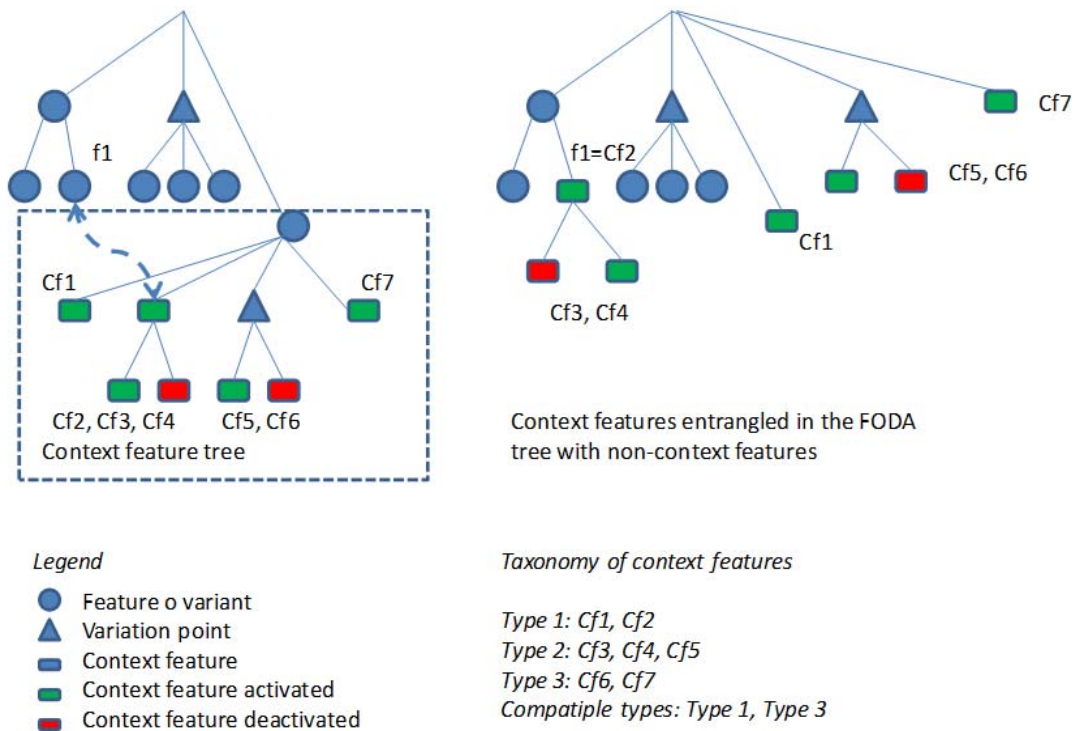 f1
Cf1
Cf7
Cf2, Cf3, Cf4
Cf5, Cf6
Context feature tree
Cf7
f1=Cf2
Cf5, Cf6
Cf1
Cf3, Cf4
Context features entrangled in the FODA
tree with non-context features
Legend
Feature o variant
Variation point
Context feature
Context feature activated
Context feature deactivated
Taxonomy of context features
Type 1: Cf1, Cf2
Type 2: Cf3, Cf4, Cf5
Type 3: Cf6, Cf7
Compatiple types: Type 1, Type 3